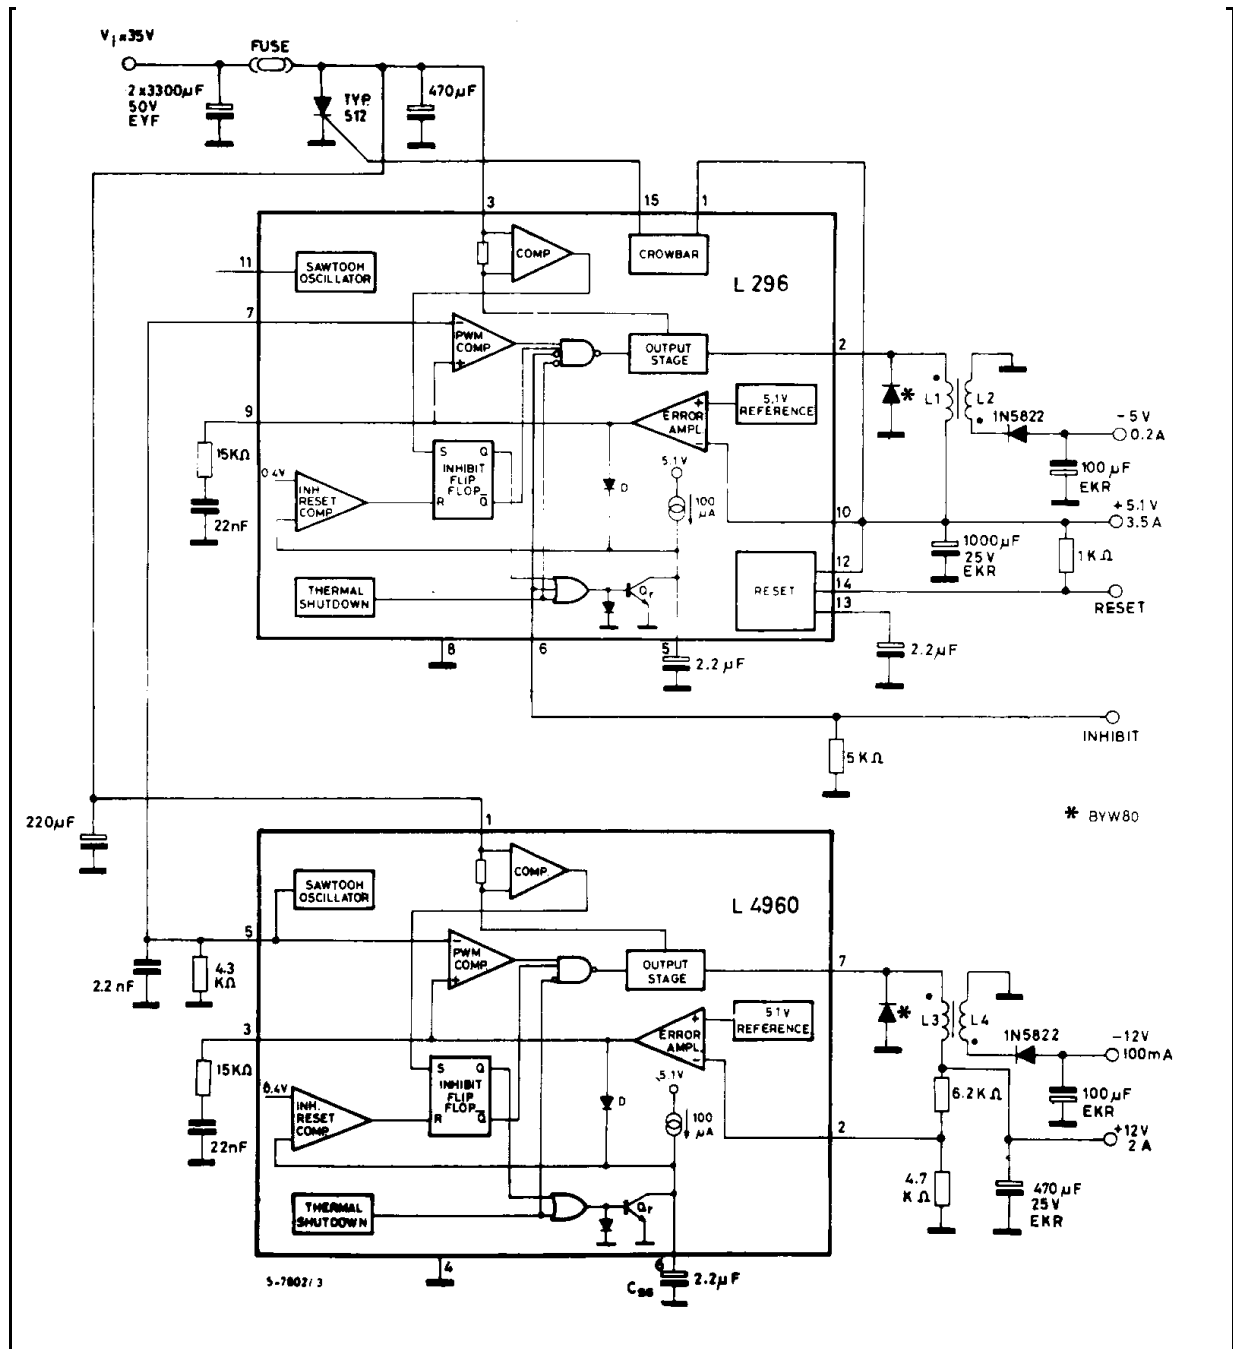 Vi = 35V
FUSE
2 x 3300µF
50V
EYF
TYP.
512
470µF
3
15
1
COMP
CROWBAR
L 296
11
SAWTOOH
OSCILLATOR
7
PWM
COMP
OUTPUT
STAGE
2
*
L1
L2
1N5822
-5V
0.2A
100µF
EKR
9
ERROR
AMPL
5.1V
REFERENCE
15KΩ
22nF
0.4V
INH.
RESET
COMP
S Q
INHIBIT
FLIP
FLOP
R Q̅
D
5.1V
100
µA
10
+5.1V
3.5A
1000µF
25V
EKR
1KΩ
12
14
13
RESET
RESET
THERMAL
SHUTDOWN
Qr
8
6
5
2.2µF
2.2µF
INHIBIT
5KΩ
* BYW80
220µF
1
COMP.
SAWTOOH
OSCILLATOR
L 4960
5
2.2nF
4.3
KΩ
PWM
COMP.
OUTPUT
STAGE
7
*
L3
L4
1N5822
-12V
100mA
100µF
EKR
3
ERROR
AMPL
5.1V
REFERENCE
15KΩ
22nF
0.4V
INH.
RESET
COMP.
S Q
INHIBIT
FLIP
FLOP
R Q̅
D
5.1V
100
µA
6.2KΩ
2
+12V
2A
4.7
KΩ
470µF
25V
EKR
THERMAL
SHUTDOWN
Qr
4
6
2.2µF
S-7802/3